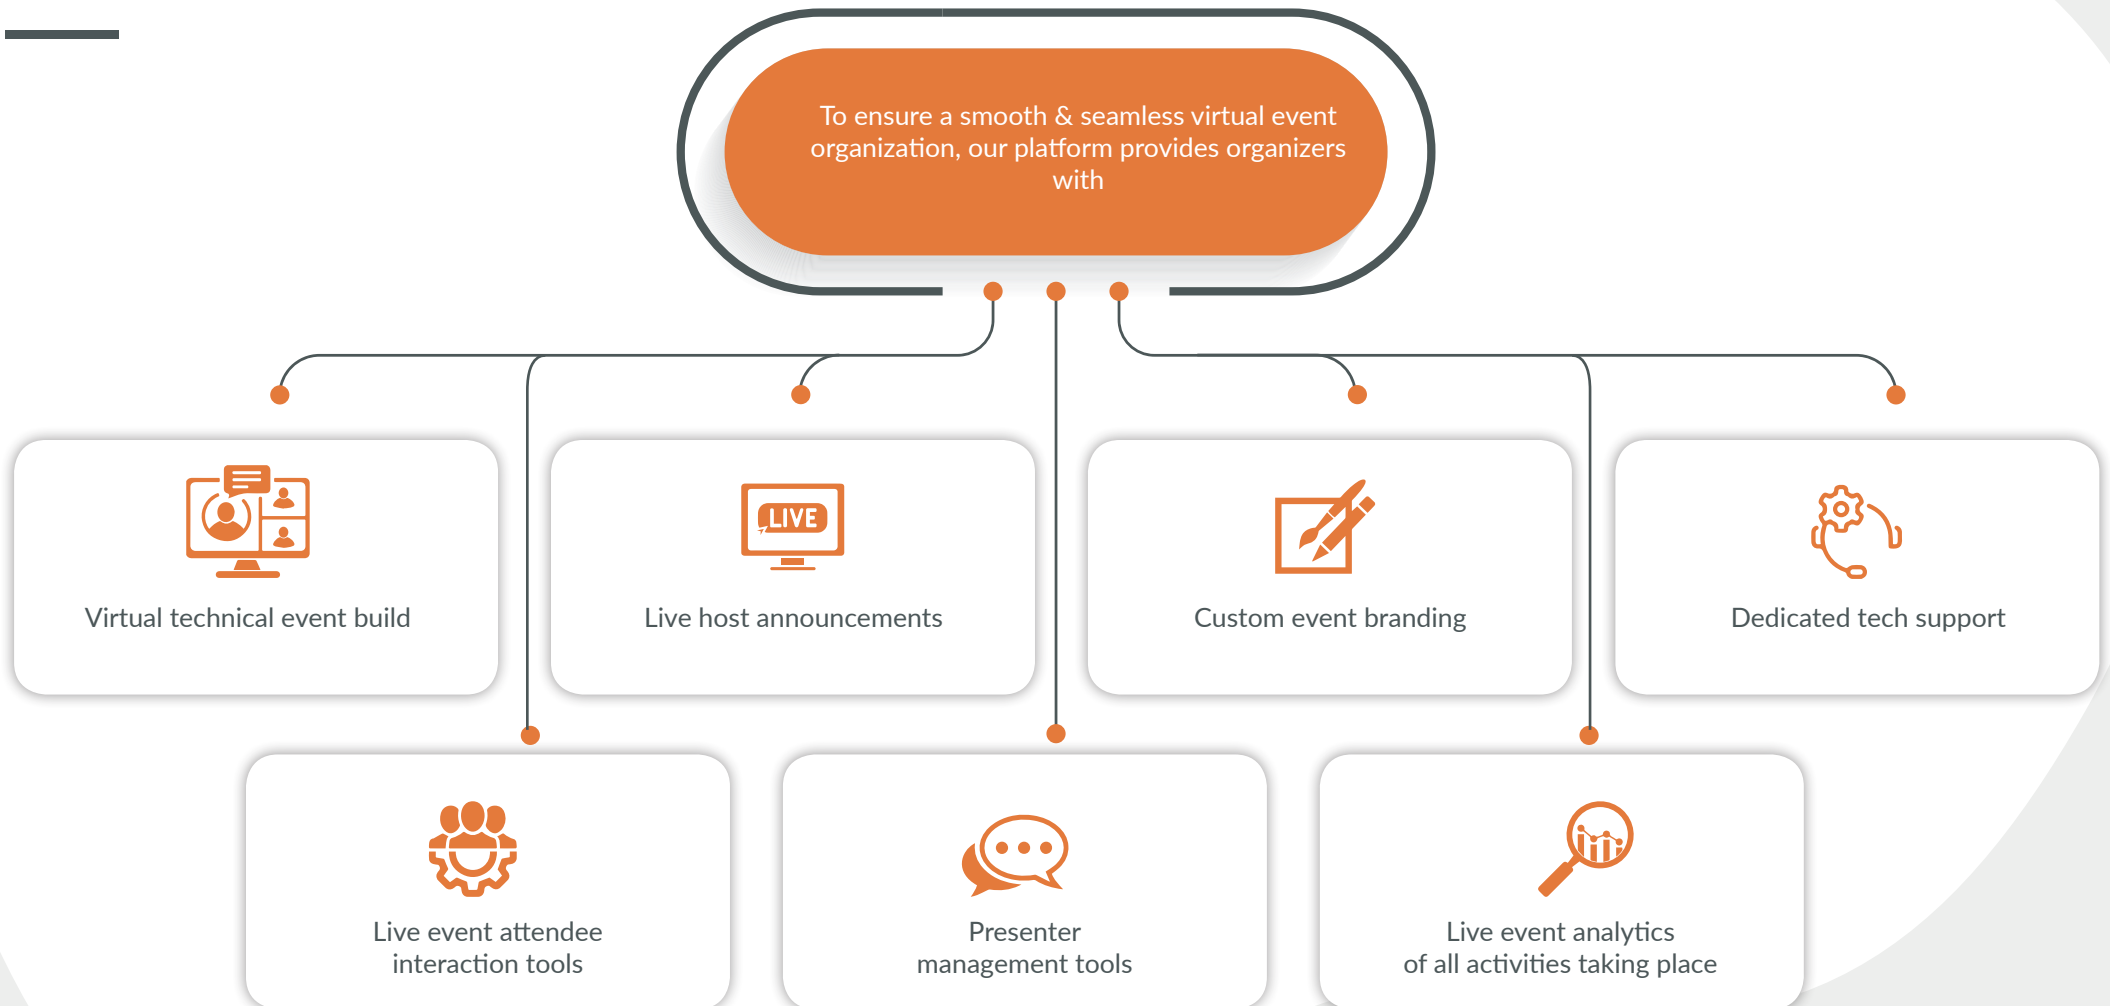 To ensure a smooth & seamless virtual event
organization, our platform provides organizers
with
Virtual technical event build
LIVE
Live host announcements
Custom event branding
Dedicated tech support
Live event attendee
interaction tools
Presenter
management tools
Live event analytics
of all activities taking place